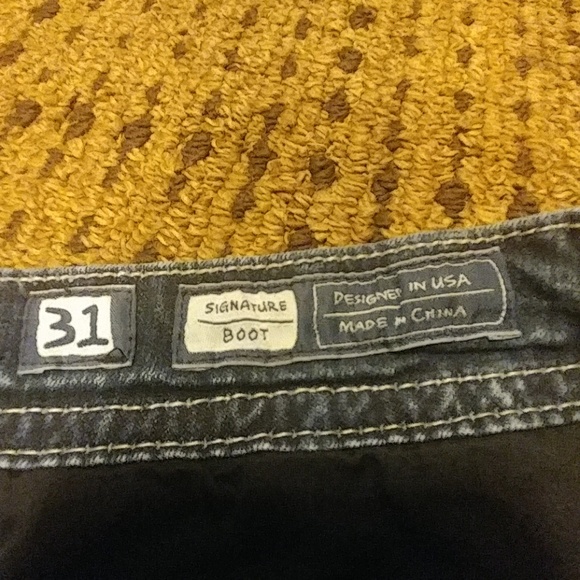 31
SIGNATURE
BOOT
DESIGNED IN USA
MADE IN CHINA